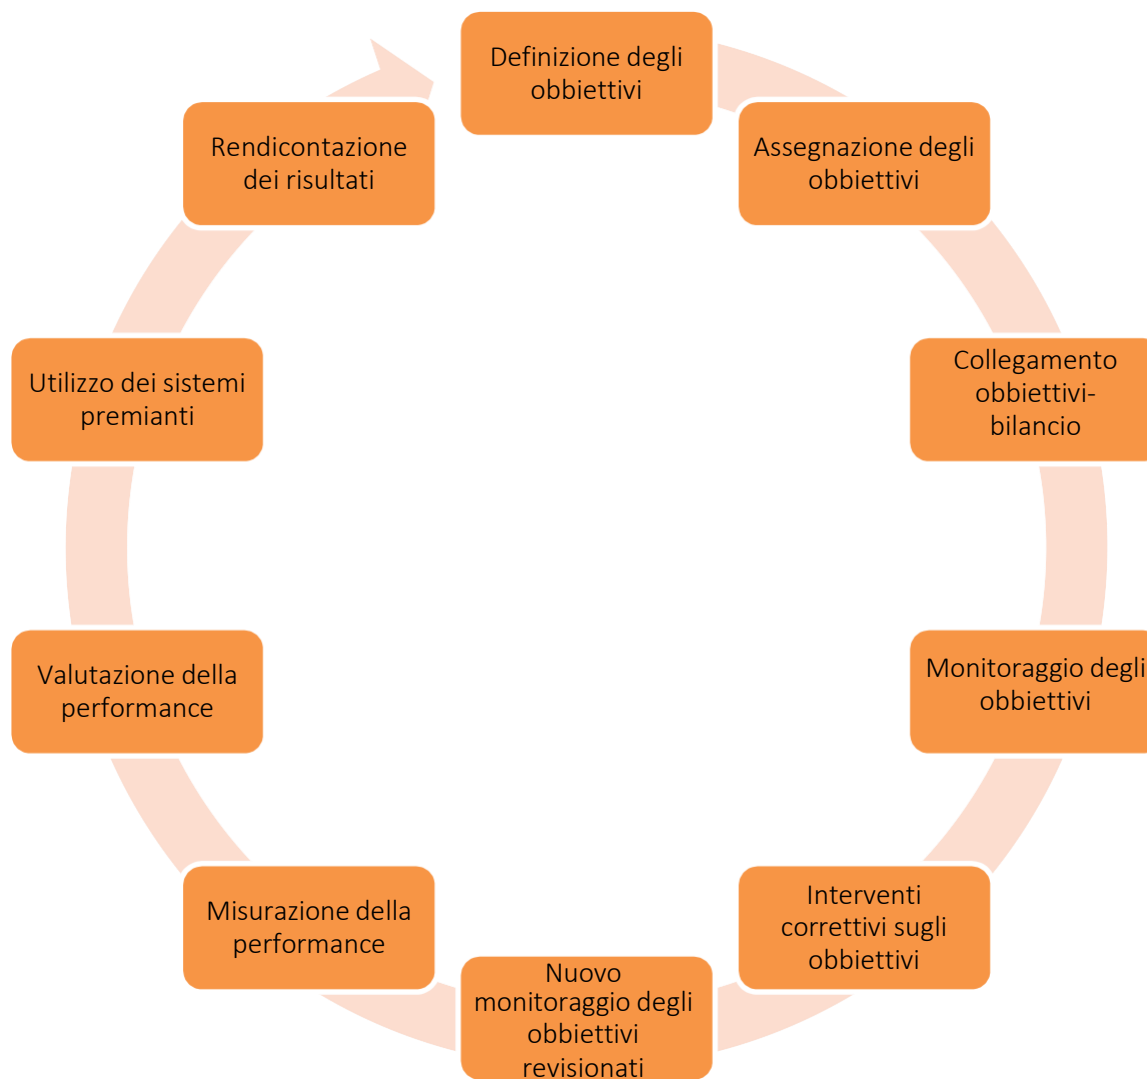 Definizione degli
obbiettivi
Assegnazione degli
obbiettivi
Collegamento
obbiettivi-
bilancio
Monitoraggio degli
obbiettivi
Interventi
correttivi sugli
obbiettivi
Nuovo
monitoraggio degli
obbiettivi
revisionati
Misurazione della
performance
Valutazione della
performance
Utilizzo dei sistemi
premianti
Rendicontazione
dei risultati